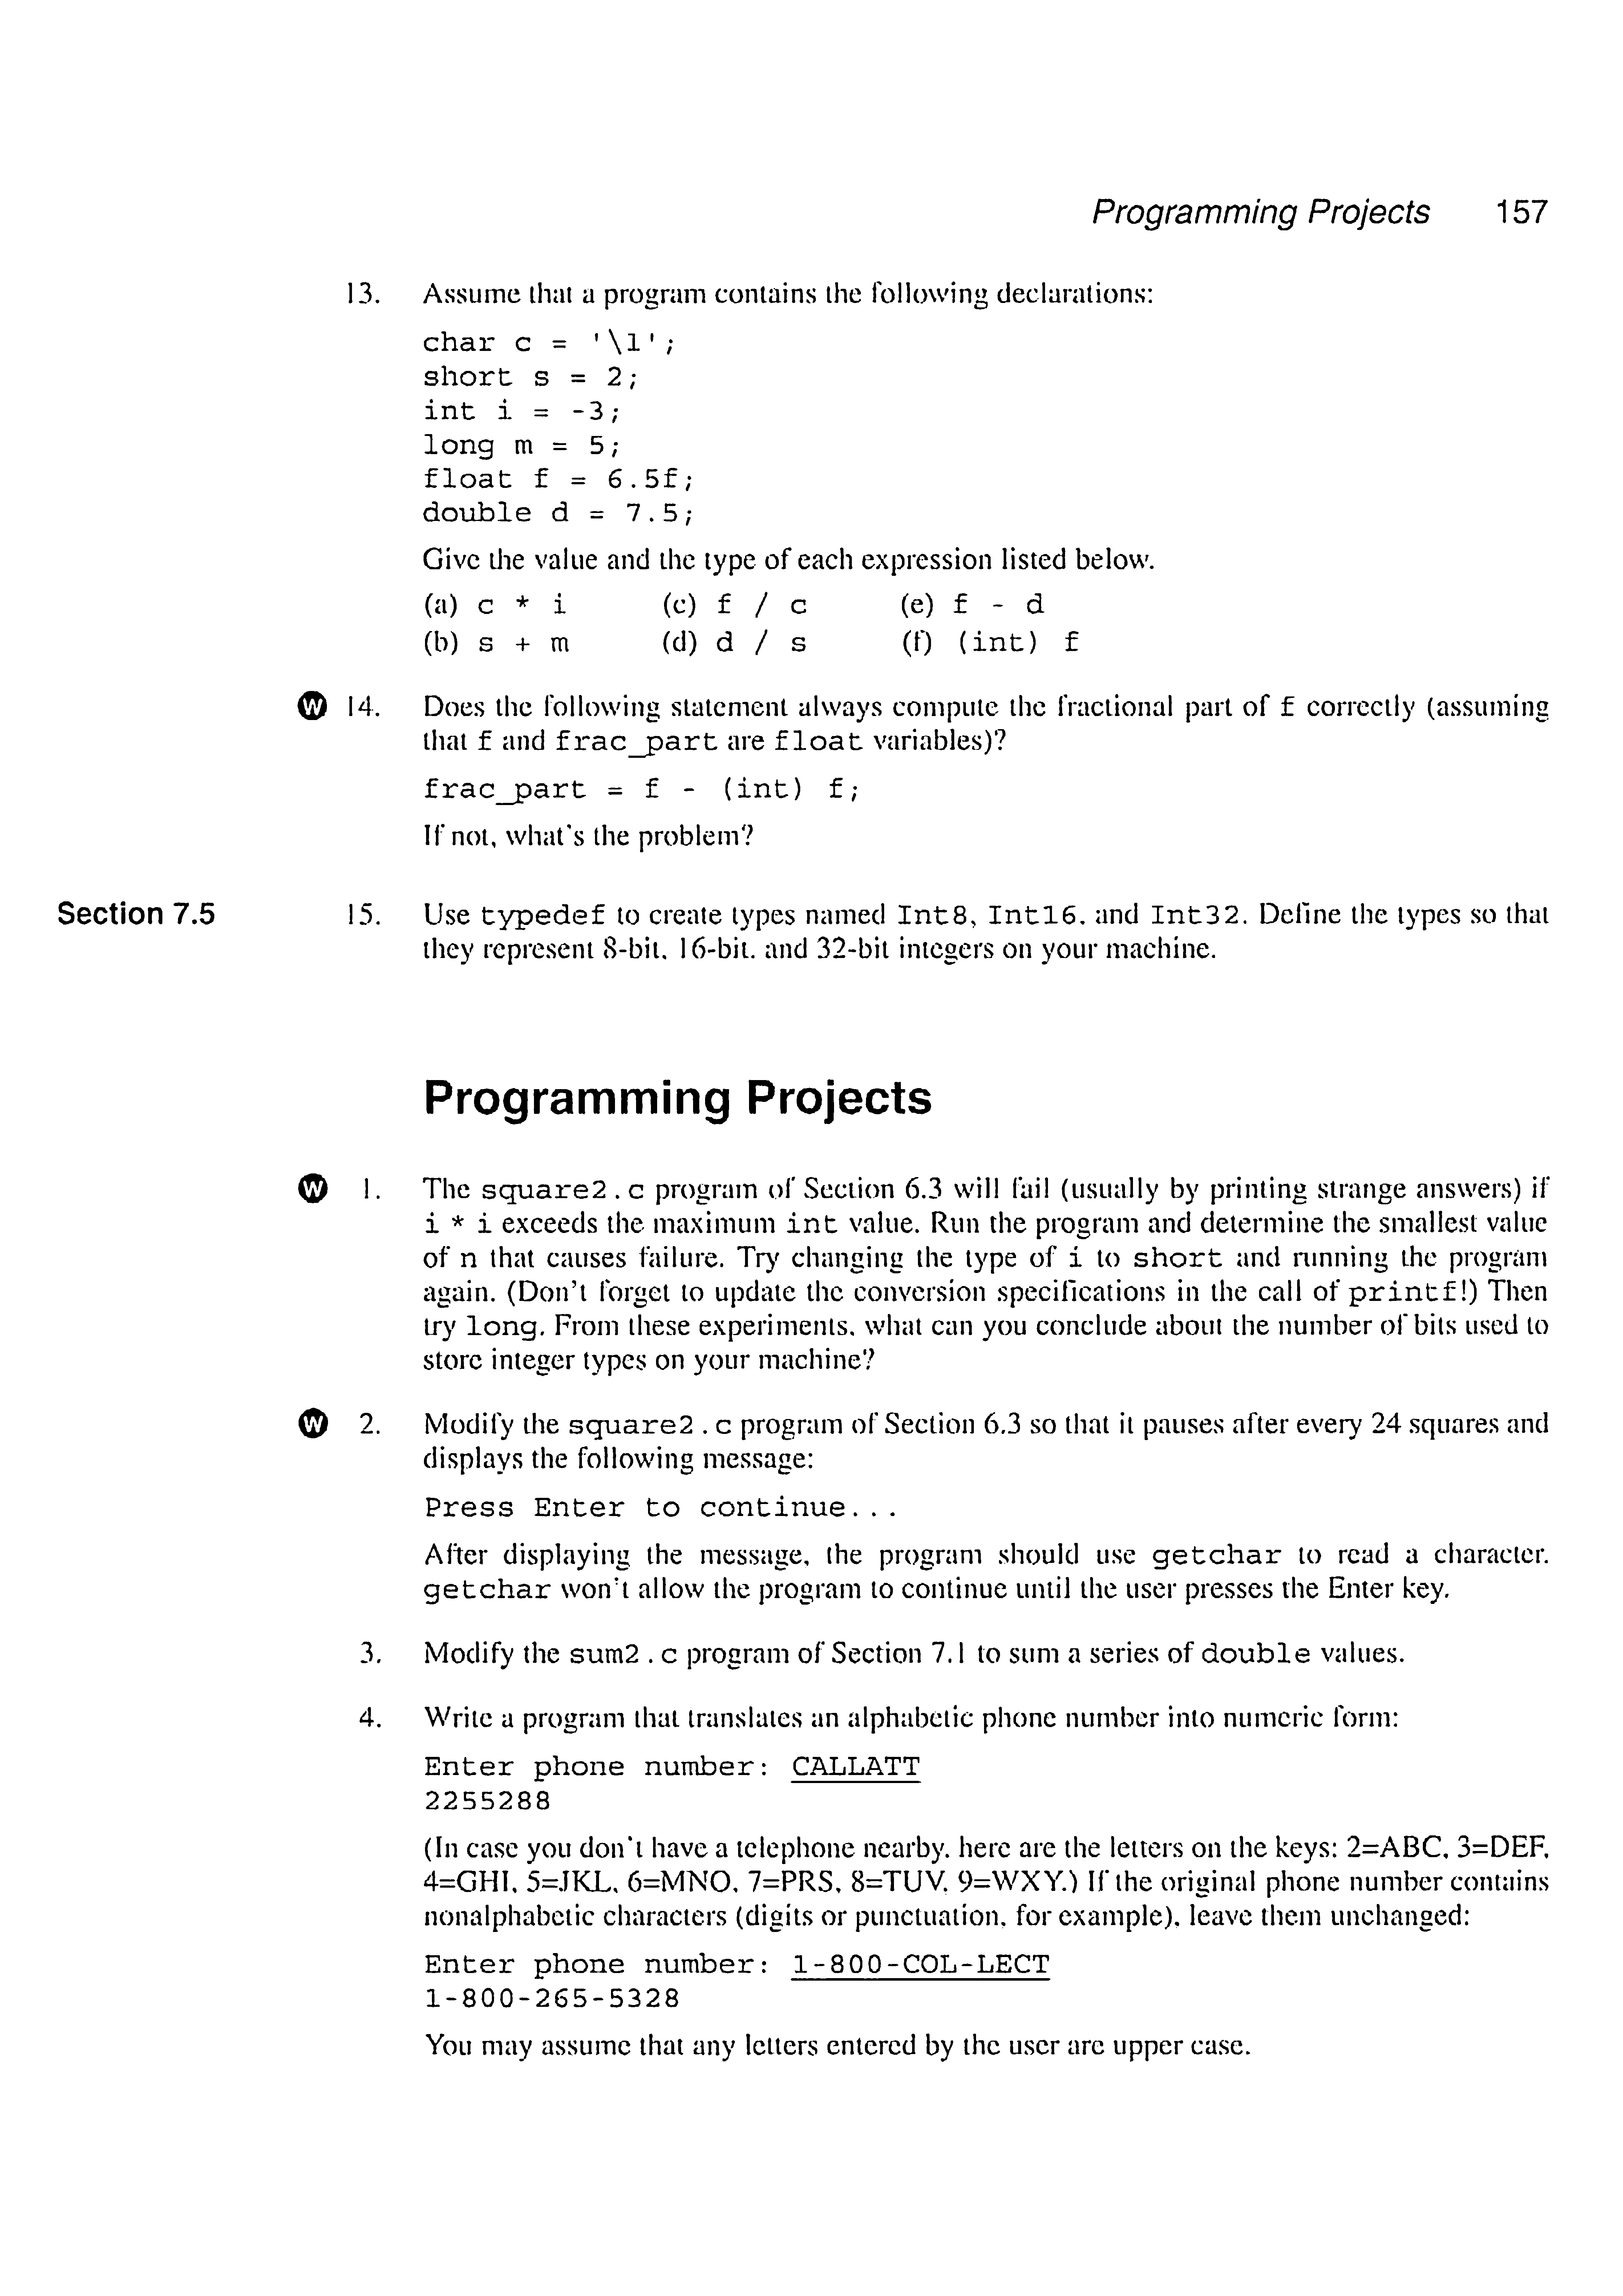 Programming Projects 157
13. Assume that a program contains the following declarations:
char c = '\1';
short s = 2;
int i = -3;
long m = 5;
float f = 6.5f;
double d = 7.5;
Give the value and the type of each expression listed below.
(a) c * i (c) f / c (e) f - d
(b) s + m (d) d / s (f) (int) f
W 14. Does the following statement always compute the fractional part of f correctly (assuming
that f and frac_part are float variables)?
frac_part = f - (int) f;
If not, what's the problem?
Section 7.5 15. Use typedef to create types named Int8, Int16, and Int32. Define the types so that
they represent 8-bit, 16-bit, and 32-bit integers on your machine.
Programming Projects
W 1. The square2.c program of Section 6.3 will fail (usually by printing strange answers) if
i * i exceeds the maximum int value. Run the program and determine the smallest value
of n that causes failure. Try changing the type of i to short and running the program
again. (Don't forget to update the conversion specifications in the call of printf!) Then
try long. From these experiments, what can you conclude about the number of bits used to
store integer types on your machine?
W 2. Modify the square2.c program of Section 6.3 so that it pauses after every 24 squares and
displays the following message:
Press Enter to continue...
After displaying the message, the program should use getchar to read a character.
getchar won't allow the program to continue until the user presses the Enter key.
3. Modify the sum2.c program of Section 7.1 to sum a series of double values.
4. Write a program that translates an alphabetic phone number into numeric form:
Enter phone number: CALLATT
2255288
(In case you don't have a telephone nearby, here are the letters on the keys: 2=ABC, 3=DEF,
4=GHI, 5=JKL, 6=MNO, 7=PRS, 8=TUV, 9=WXY.) If the original phone number contains
nonalphabetic characters (digits or punctuation, for example), leave them unchanged:
Enter phone number: 1-800-COL-LECT
1-800-265-5328
You may assume that any letters entered by the user are upper case.